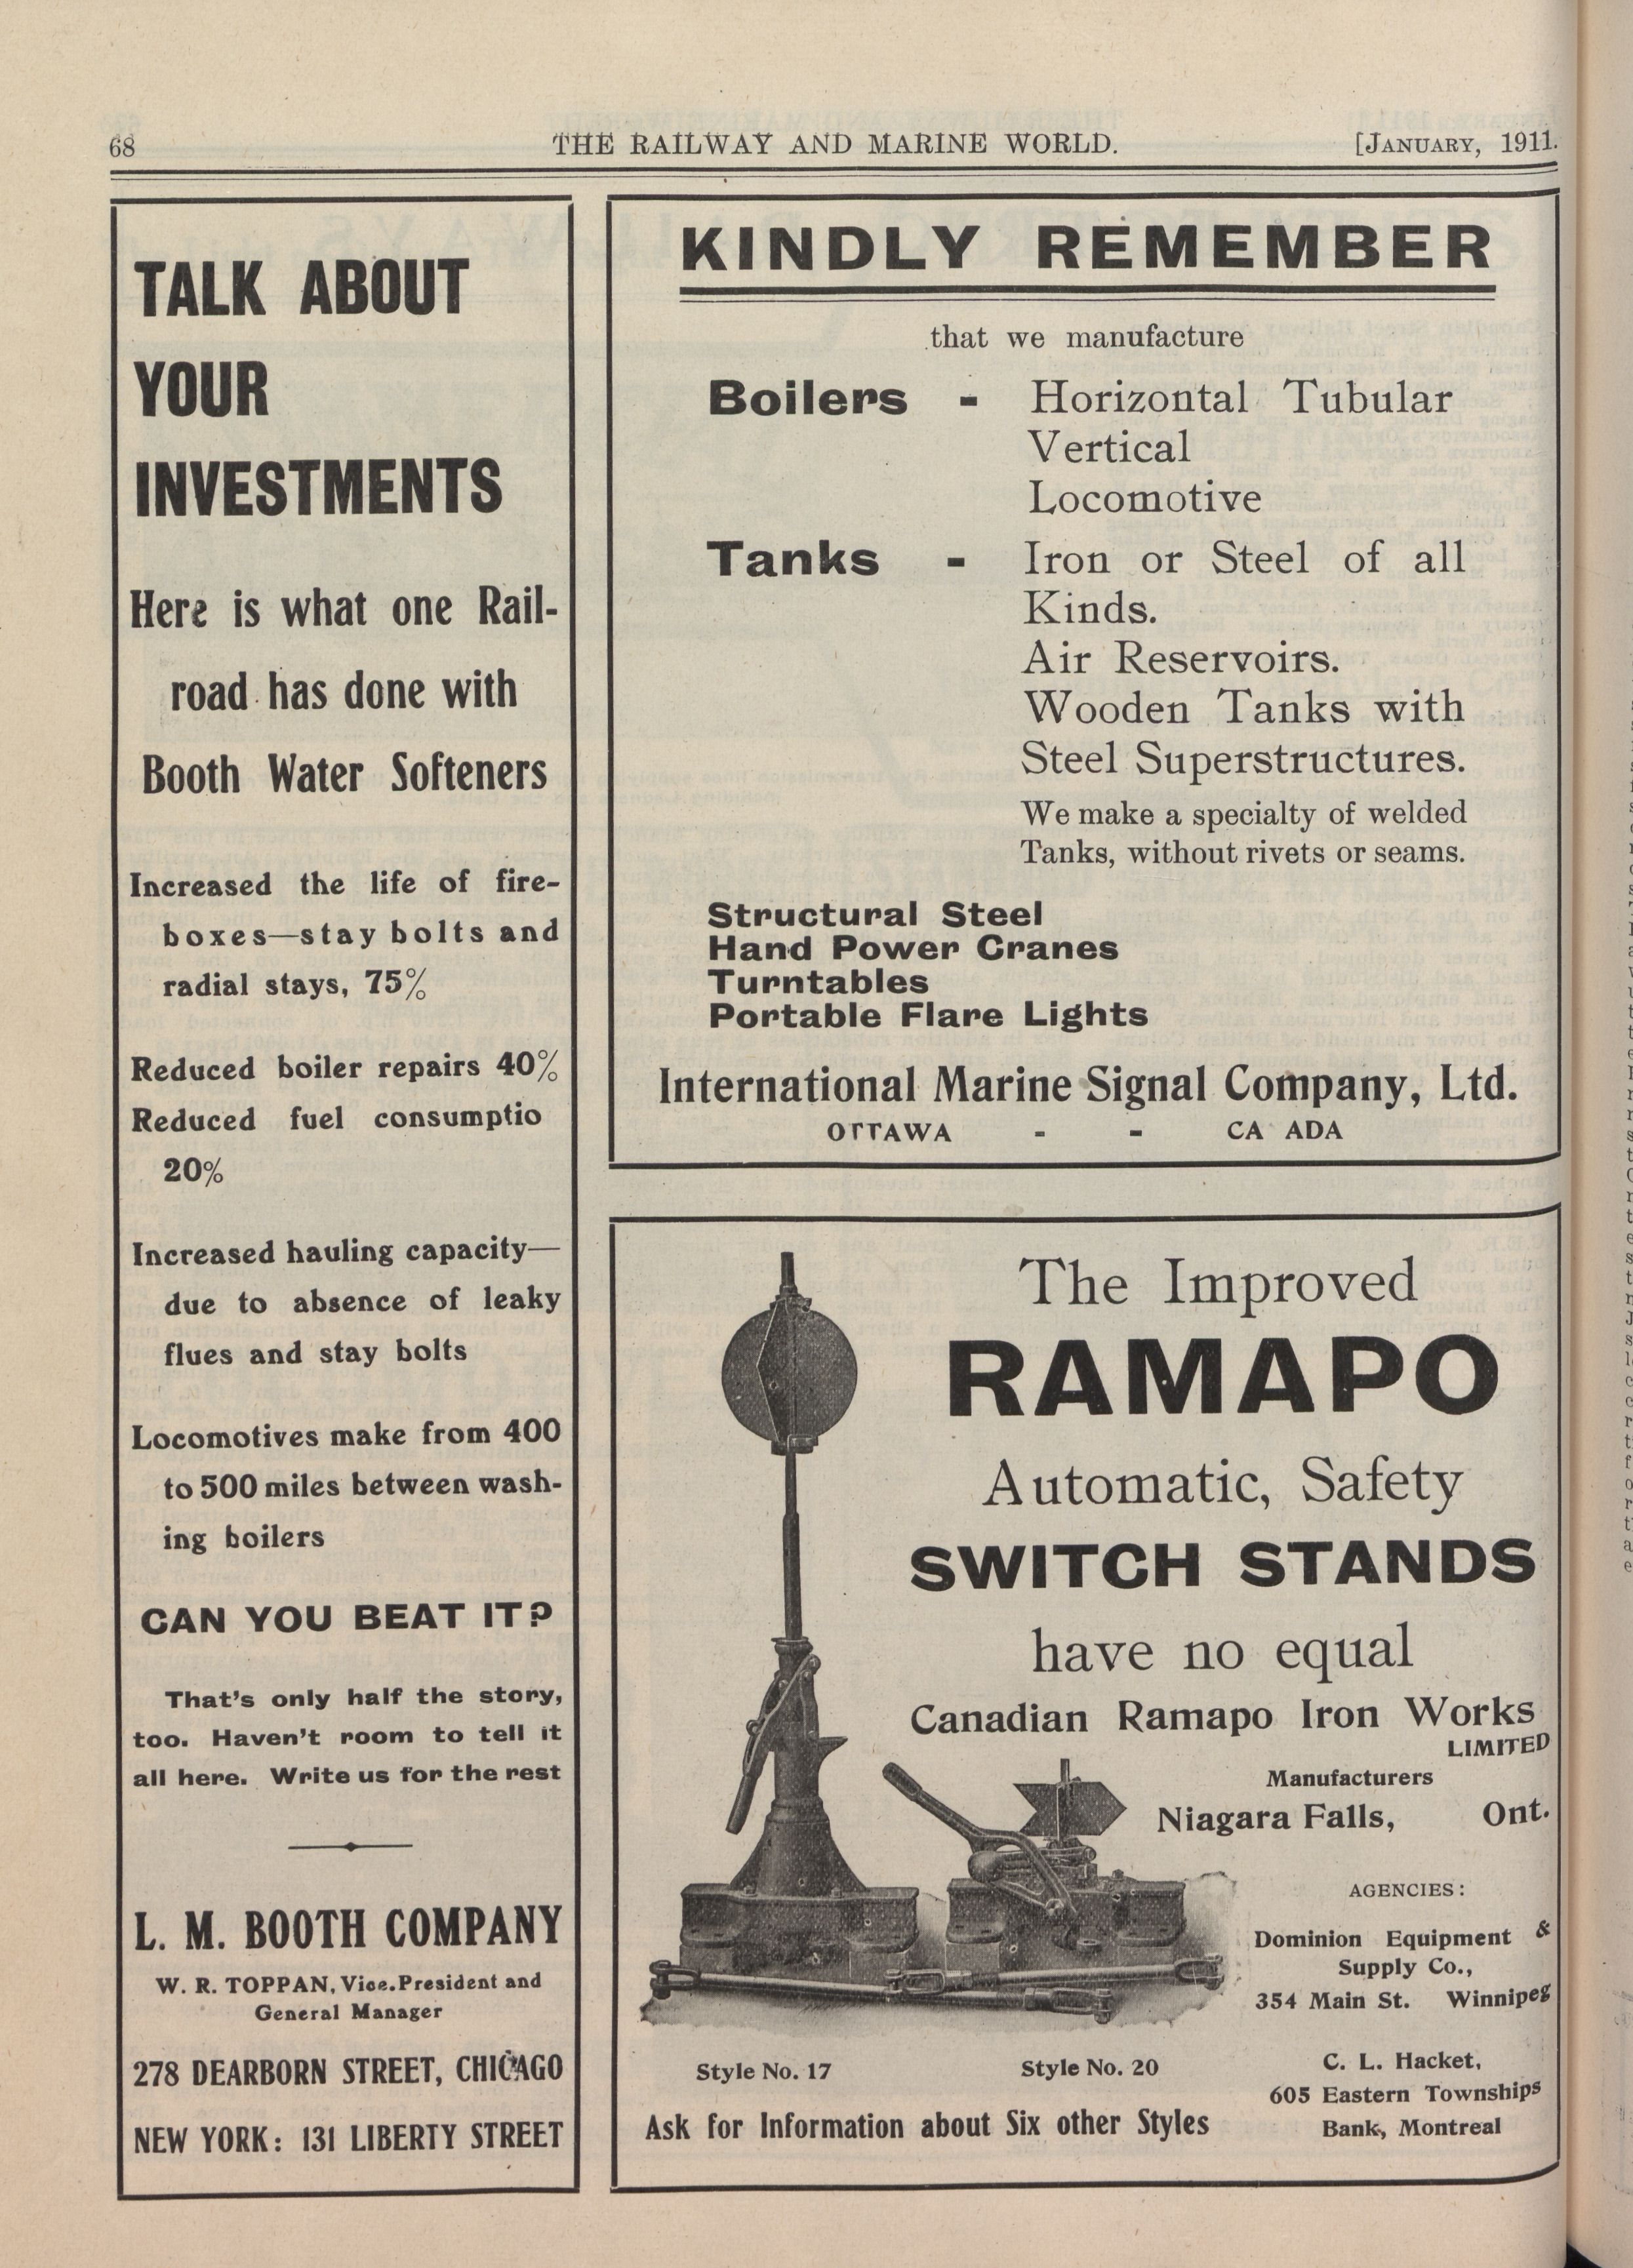 68
THE RAILWAY AND MARINE WORLD.
[JANUARY, 1911.
TALK ABOUT
YOUR
INVESTMENTS
Here is what one Rail-
road has done with
Booth Water Softeners
Increased the life of fire-
boxes—stay bolts and
radial stays, 75%
Reduced boiler repairs 40%
Reduced fuel consumptio
20%
Increased hauling capacity—
due to absence of leaky
flues and stay bolts
Locomotives make from 400
to 500 miles between wash-
ing boilers
CAN YOU BEAT IT?
That's only half the story,
too. Haven't room to tell it
all here. Write us for the rest
L. M. BOOTH COMPANY
W. R. TOPPAN, Vice.President and
General Manager
278 DEARBORN STREET, CHICAGO
NEW YORK: 131 LIBERTY STREET
KINDLY REMEMBER
that we manufacture
Boilers - Horizontal Tubular
Vertical
Locomotive
Tanks - Iron or Steel of all
Kinds.
Air Reservoirs.
Wooden Tanks with
Steel Superstructures.
We make a specialty of welded
Tanks, without rivets or seams.
Structural Steel
Hand Power Cranes
Turntables
Portable Flare Lights
International Marine Signal Company, Ltd.
OTTAWA - - CA ADA
The Improved
RAMAPO
Automatic, Safety
SWITCH STANDS
have no equal
Canadian Ramapo Iron Works
LIMITED
Manufacturers
Niagara Falls, Ont.
AGENCIES:
Dominion Equipment &
Supply Co.,
354 Main St. Winnipeg
C. L. Hacket,
605 Eastern Townships
Bank, Montreal
Style No. 17
Style No. 20
Ask for Information about Six other Styles